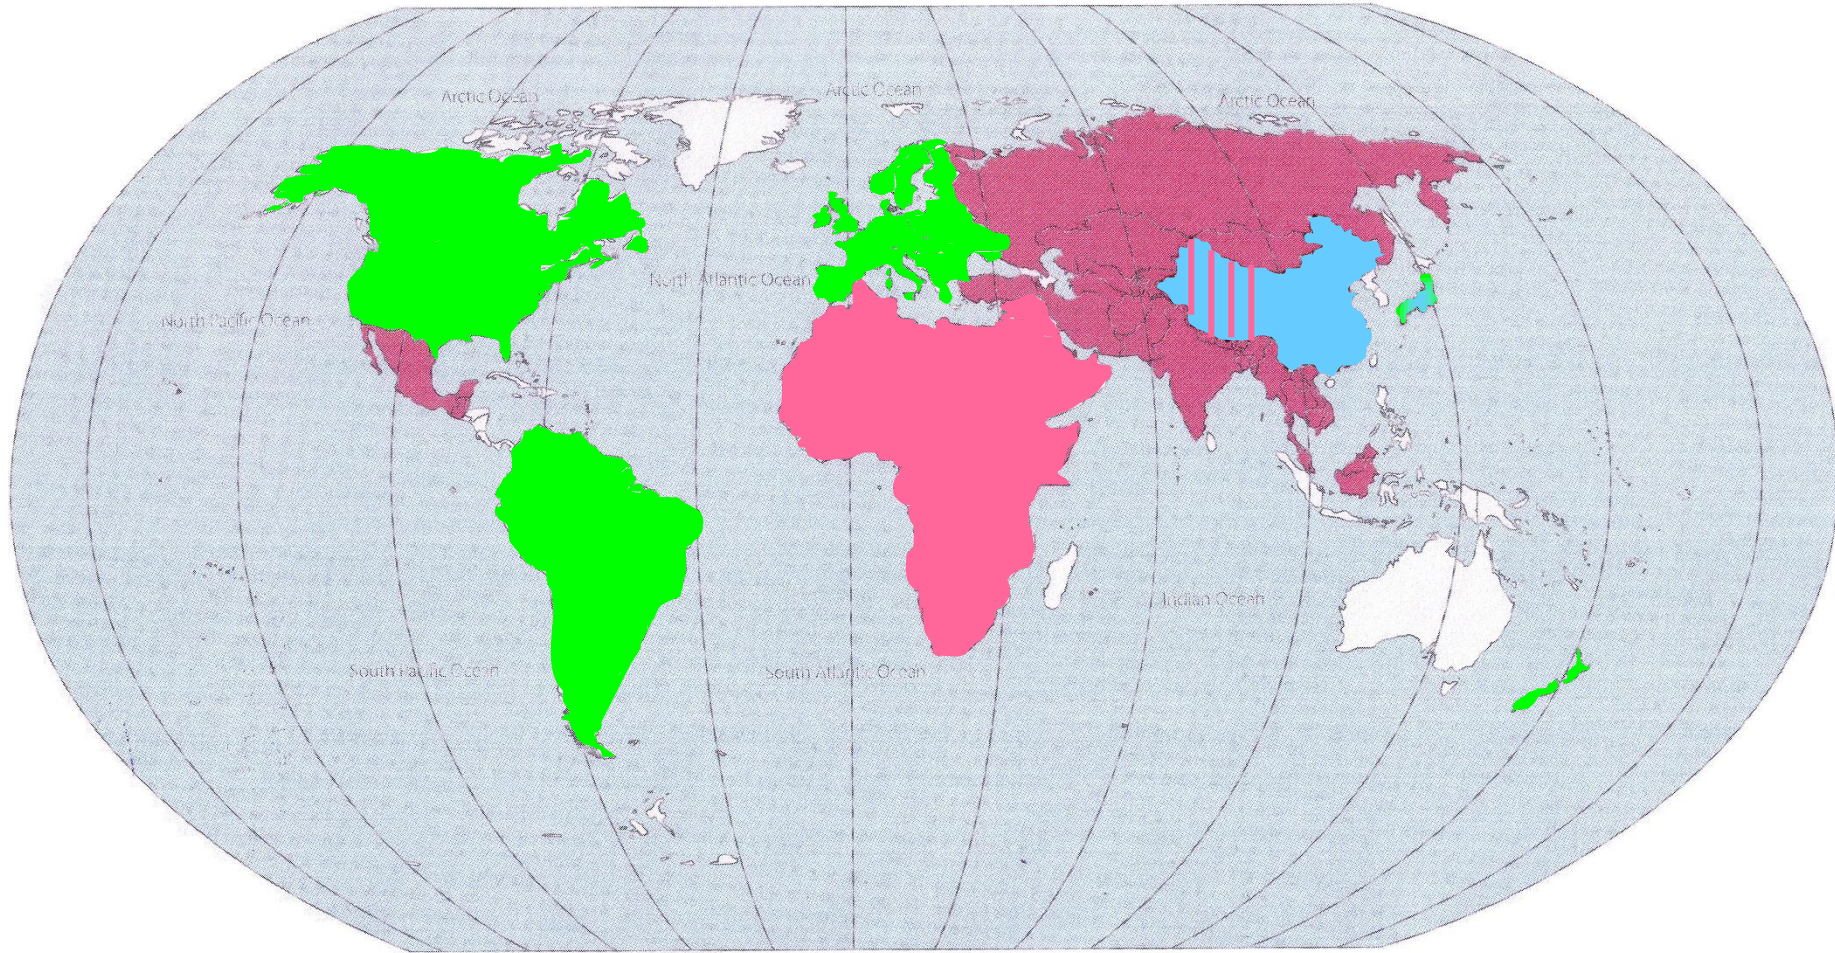 Arctic Ocean
Arctic Ocean
Arctic Ocean
North Atlantic Ocean
North Pacific Ocean
Indian Ocean
South Pacific Ocean
South Atlantic Ocean